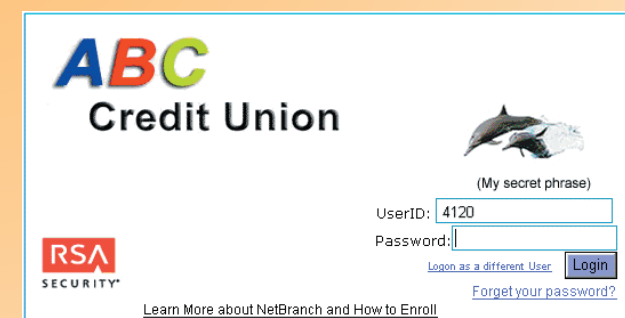 ABC
Credit Union
(My secret phrase)
UserID: 4120
Password:
RSA
SECURITY
Logon as a different User Login
Forget your password?
Learn More about NetBranch and How to Enroll